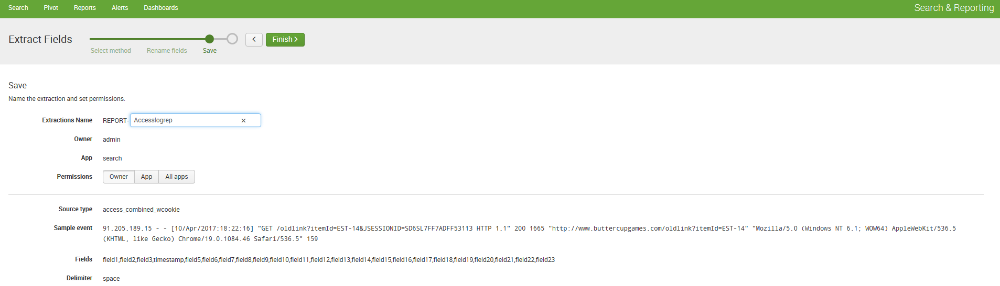 Search Pivot Reports Alerts Dashboards Search & Reporting
Extract Fields < Finish >
Select method Rename fields Save
Save
Name the extraction and set permissions.
Extractions Name REPORT- Accesslogrep ×
Owner admin
App search
Permissions Owner App All apps
Source type access_combined_wcookie
Sample event 91.205.189.15 - - [10/Apr/2017:18:22:16] "GET /oldlink?itemId=EST-14&JSESSIONID=SD6SL7FF7ADFF53113 HTTP 1.1" 200 1665 "http://www.buttercupgames.com/oldlink?itemId=EST-14" "Mozilla/5.0 (Windows NT 6.1; WOW64) AppleWebKit/536.5
(KHTML, like Gecko) Chrome/19.0.1084.46 Safari/536.5" 159
Fields field1,field2,field3,timestamp,field5,field6,field7,field8,field9,field10,field11,field12,field13,field14,field15,field16,field17,field18,field19,field20,field21,field22,field23
Delimiter space